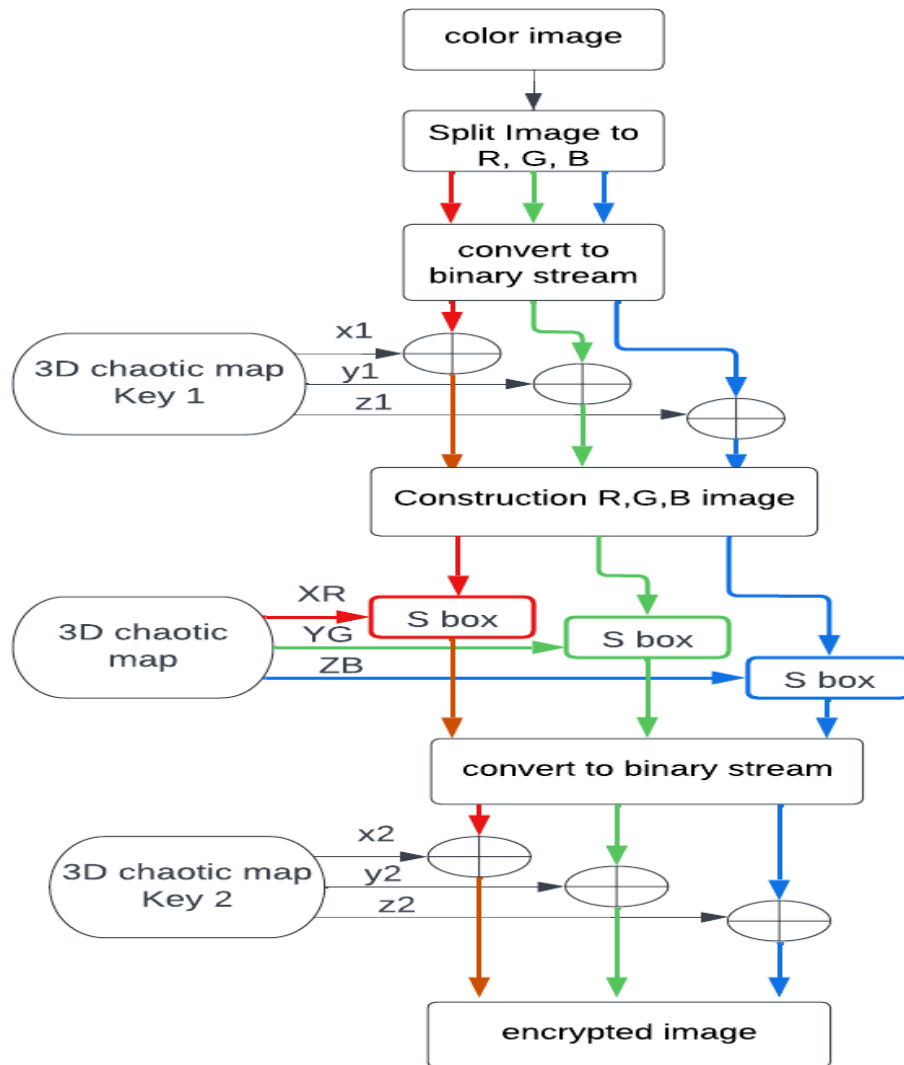 color image
Split Image to
R, G, B
convert to
binary stream
x1
3D chaotic map
Key 1
y1
z1
Construction R,G,B image
XR
S box
3D chaotic
map
YG
S box
ZB
S box
convert to binary stream
x2
3D chaotic map
Key 2
y2
z2
encrypted image